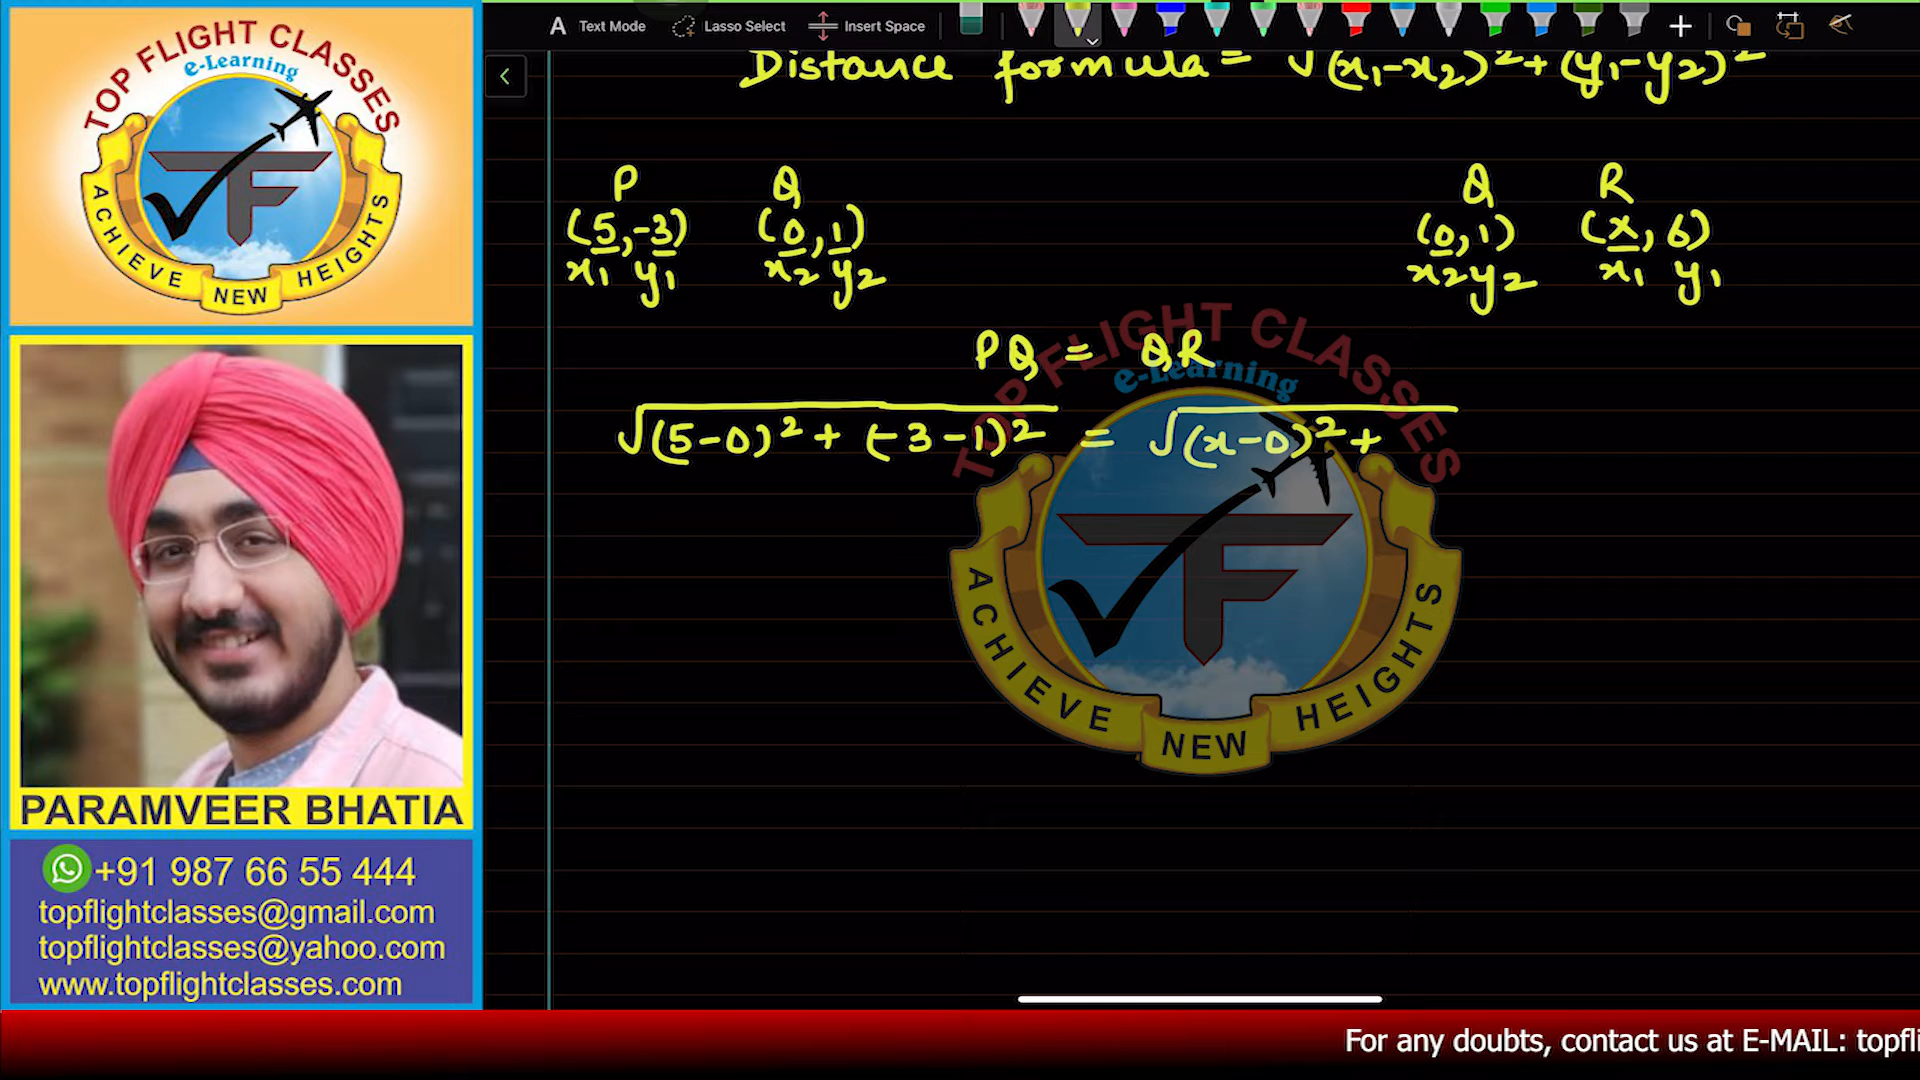 TOP FLIGHT CLASSES
e-Learning
TF
ACHIEVE NEW HEIGHTS
PARAMVEER BHATIA
+91 987 66 55 444
topflightclasses@gmail.com
topflightclasses@yahoo.com
www.topflightclasses.com
A Text Mode Lasso Select Insert Space
Distance formula = √(x₁-x₂)²+(y₁-y₂)²
P Q Q R
(5,-3) (0,1) (0,1) (x,6)
x₁ y₁ x₂ y₂ x₂ y₂ x₁ y₁
PQ = QR
√(5-0)² + (-3-1)² = √(x-0)² +
TOP FLIGHT CLASSES
e-Learning
TF
ACHIEVE NEW HEIGHTS
For any doubts, contact us at E-MAIL: topfli